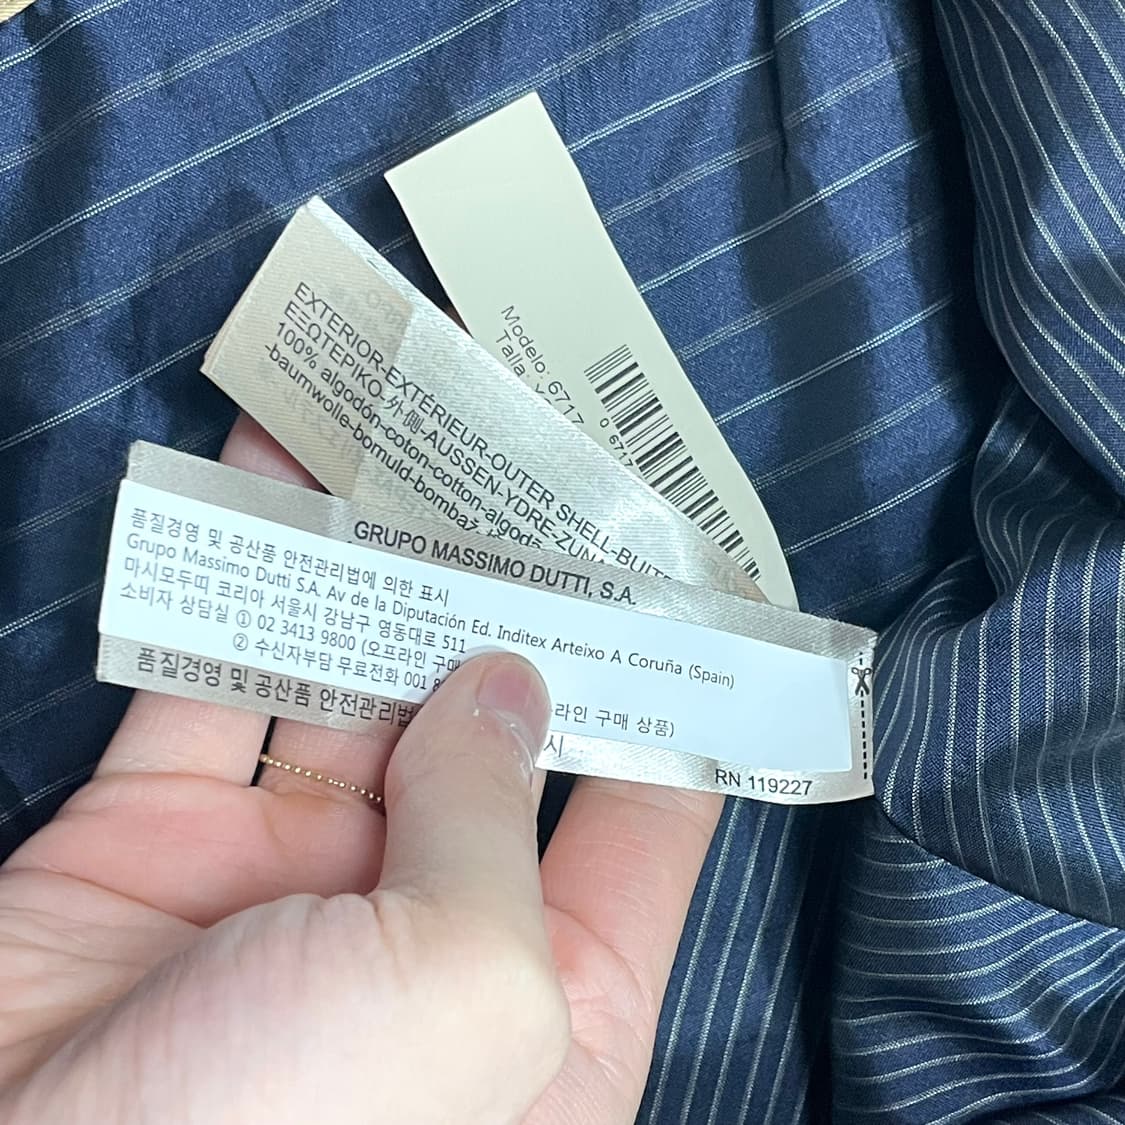 Modelo: 6717
Talla:
0 6717
EXTERIOR-EXTÉRIEUR-OUTER SHELL-BUITE
ΕΞΩΤΕΡΙΚΟ-外側-AUSSEN-YDRE-ZUNA
100% algodón-coton-cotton-algodã
-baumwolle-bomuld-bombaž
GRUPO MASSIMO DUTTI, S.A.
품질경영 및 공산품 안전관리법에 의한 표시
Grupo Massimo Dutti S.A. Av de la Diputación Ed. Inditex Arteixo A Coruña (Spain)
마시모두띠 코리아 서울시 강남구 영동대로 511
소비자 상담실 ① 02 3413 9800 (오프라인 구매
② 수신자부담 무료전화 001 8 라인 구매 상품)
품질경영 및 공산품 안전관리법 시
RN 119227